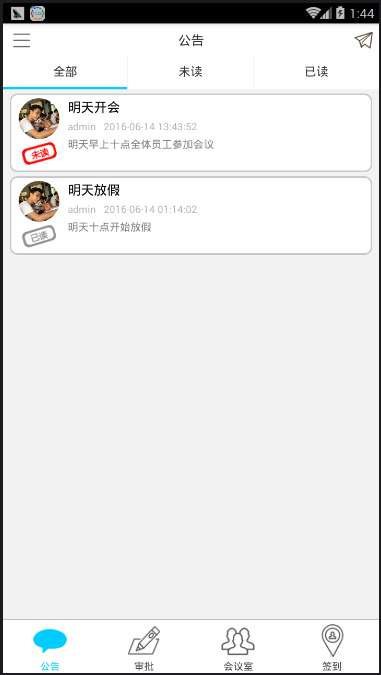 1:44
公告
全部 未读 已读
明天开会
admin 2016-06-14 13:43:52
未读
明天早上十点全体员工参加会议
明天放假
admin 2016-06-14 01:14:02
已读
明天十点开始放假
公告 审批 会议室 签到